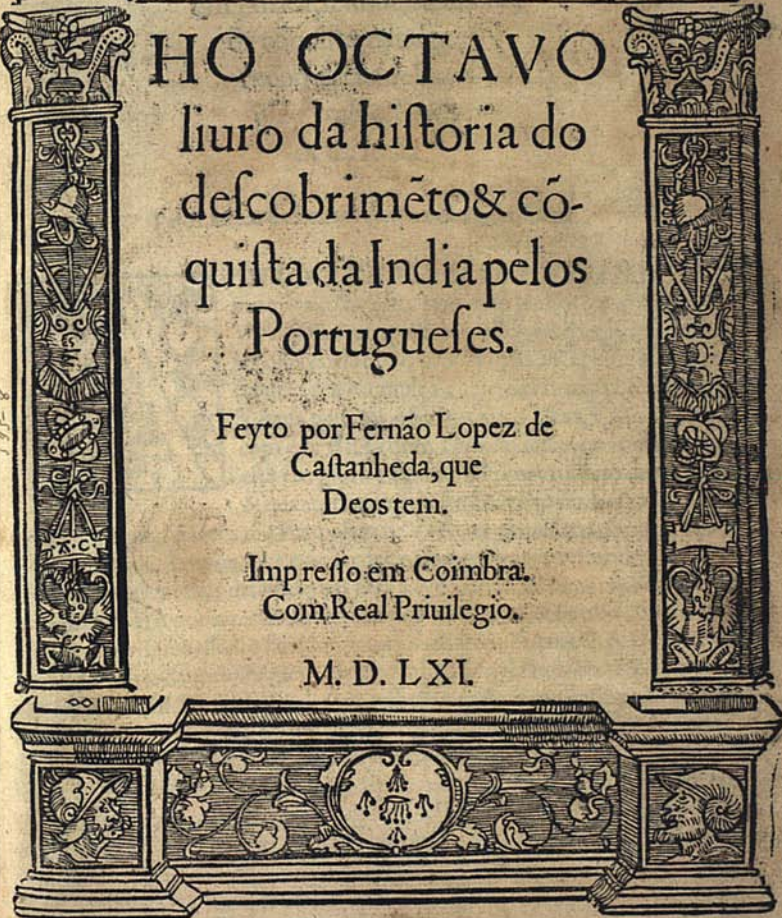 HO OCTAVO
liuro da hiſtoria do
deſcobrimẽto & cõ-
quiſta da India pelos
Portugueſes.
Feyto por Fernão Lopez de
Caſtanheda, que
Deos tem.
Impreſſo em Coimbra.
Com Real Priuilegio.
M. D. LXI.